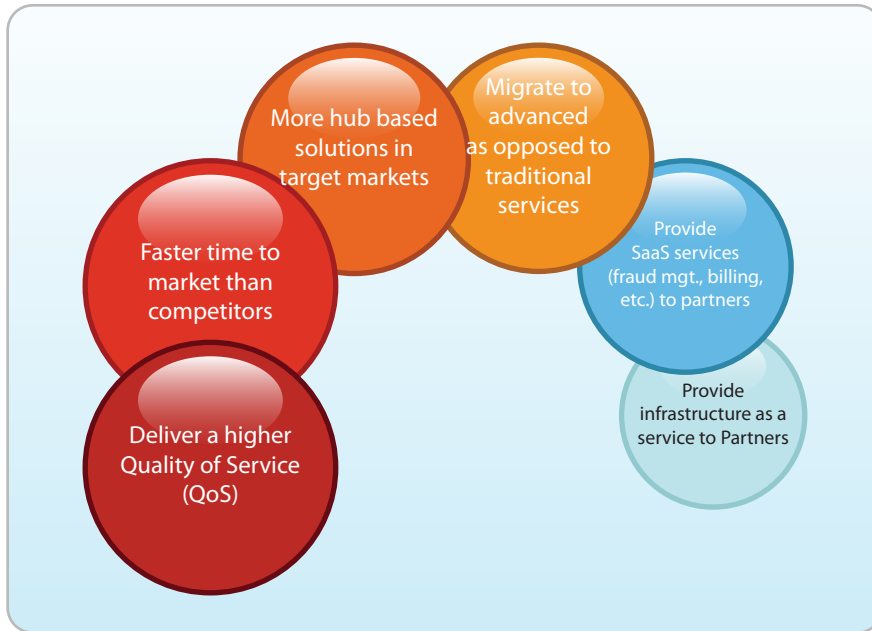 More hub based
solutions in
target markets
Migrate to
advanced
as opposed to
traditional
services
Faster time to
market than
competitors
Provide
SaaS services
(fraud mgt., billing,
etc.) to partners
Deliver a higher
Quality of Service
(QoS)
Provide
infrastructure as a
service to Partners